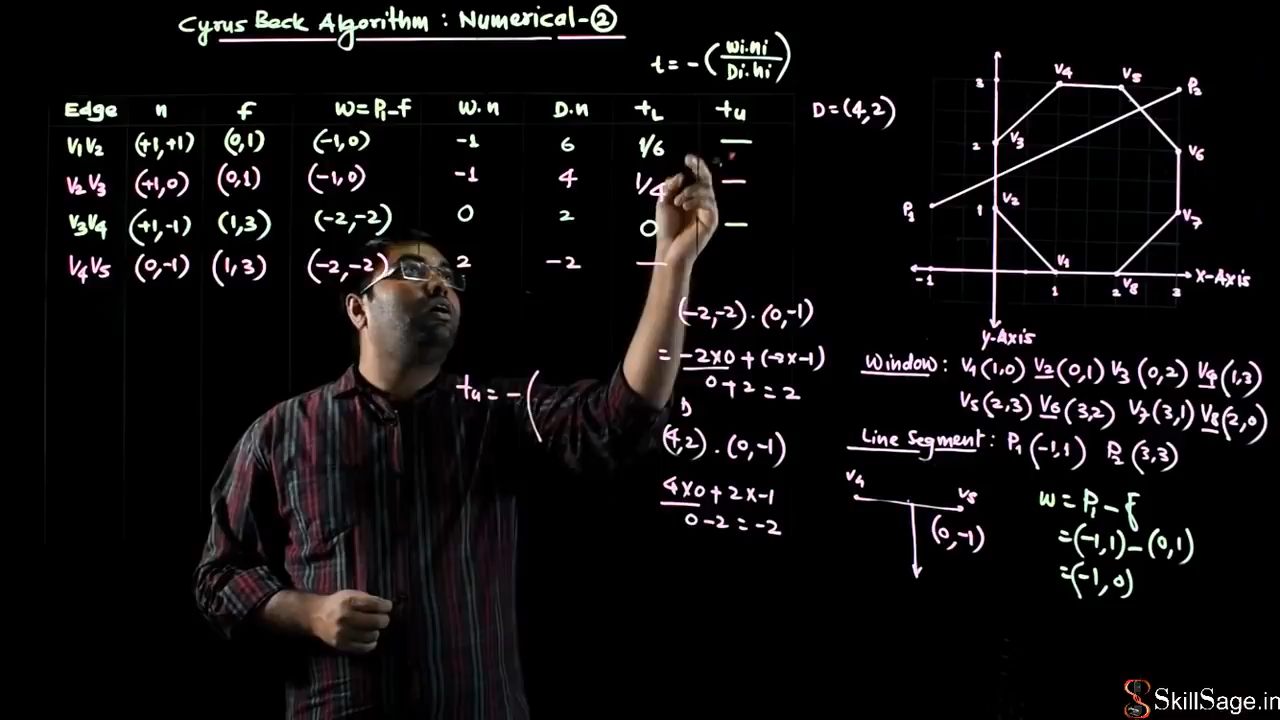 Cyrus Beck Algorithm : Numerical-②
t = - (Wi.ni / Di.ni)
Edge n f W=P1-f W.n D.n tL tu
V1V2 (+1,+1) (0,1) (-1,0) -1 6 1/6 —
V2V3 (+1,0) (0,1) (-1,0) -1 4 1/4 —
V3V4 (+1,-1) (1,3) (-2,-2) 0 2 0 —
V4V5 (0,-1) (1,3) (-2,-2) 2 -2 —
D=(4,2)
3 V4 V5 P2
2 V3 V6
P1 1 V2 V7
-1 V1 1 V8 2 3 X-Axis
Y-Axis
(-2,-2).(0,-1)
= -2x0 + (-2x-1)
0+2 = 2
tu = - (
D
(4,2) . (0,-1)
4x0 + 2x-1
0-2 = -2
Window: V1(1,0) V2(0,1) V3(0,2) V4(1,3)
V5(2,3) V6(3,2) V7(3,1) V8(2,0)
Line Segment: P1(-1,1) P2(3,3)
V4 V5
(0,-1)
W = P1 - f
=(-1,1)-(0,1)
=(-1,0)
SkillSage.in